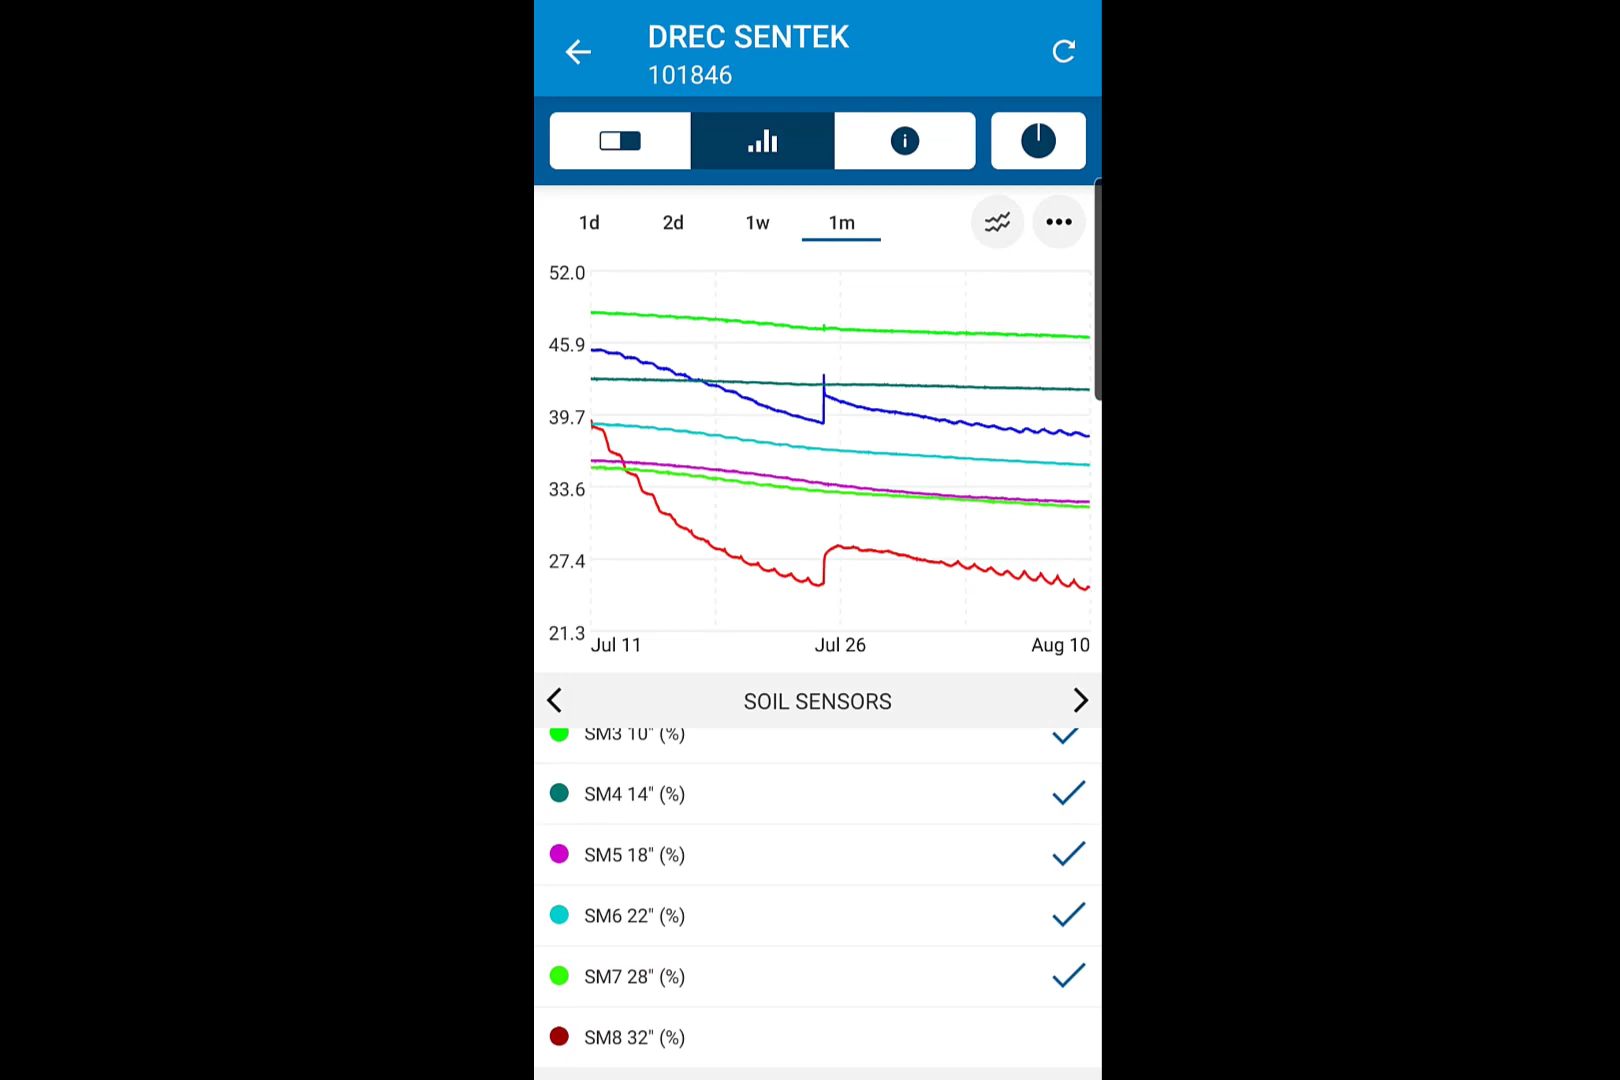 DREC SENTEK
101846
1d 2d 1w 1m
52.0
45.9
39.7
33.6
27.4
21.3
Jul 11 Jul 26 Aug 10
SOIL SENSORS
SM3 10" (%)
SM4 14" (%)
SM5 18" (%)
SM6 22" (%)
SM7 28" (%)
SM8 32" (%)